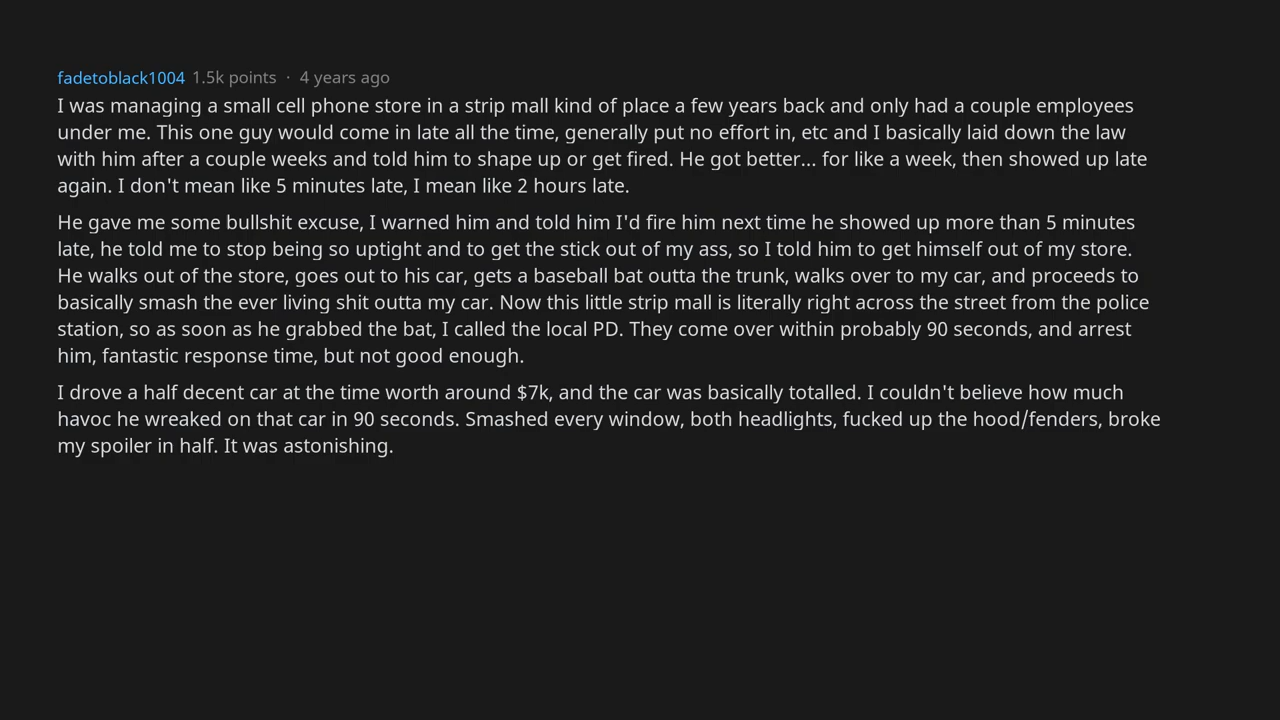 fadetoblack1004 1.5k points · 4 years ago
I was managing a small cell phone store in a strip mall kind of place a few years back and only had a couple employees
under me. This one guy would come in late all the time, generally put no effort in, etc and I basically laid down the law
with him after a couple weeks and told him to shape up or get fired. He got better... for like a week, then showed up late
again. I don't mean like 5 minutes late, I mean like 2 hours late.
He gave me some bullshit excuse, I warned him and told him I'd fire him next time he showed up more than 5 minutes
late, he told me to stop being so uptight and to get the stick out of my ass, so I told him to get himself out of my store.
He walks out of the store, goes out to his car, gets a baseball bat outta the trunk, walks over to my car, and proceeds to
basically smash the ever living shit outta my car. Now this little strip mall is literally right across the street from the police
station, so as soon as he grabbed the bat, I called the local PD. They come over within probably 90 seconds, and arrest
him, fantastic response time, but not good enough.
I drove a half decent car at the time worth around $7k, and the car was basically totalled. I couldn't believe how much
havoc he wreaked on that car in 90 seconds. Smashed every window, both headlights, fucked up the hood/fenders, broke
my spoiler in half. It was astonishing.